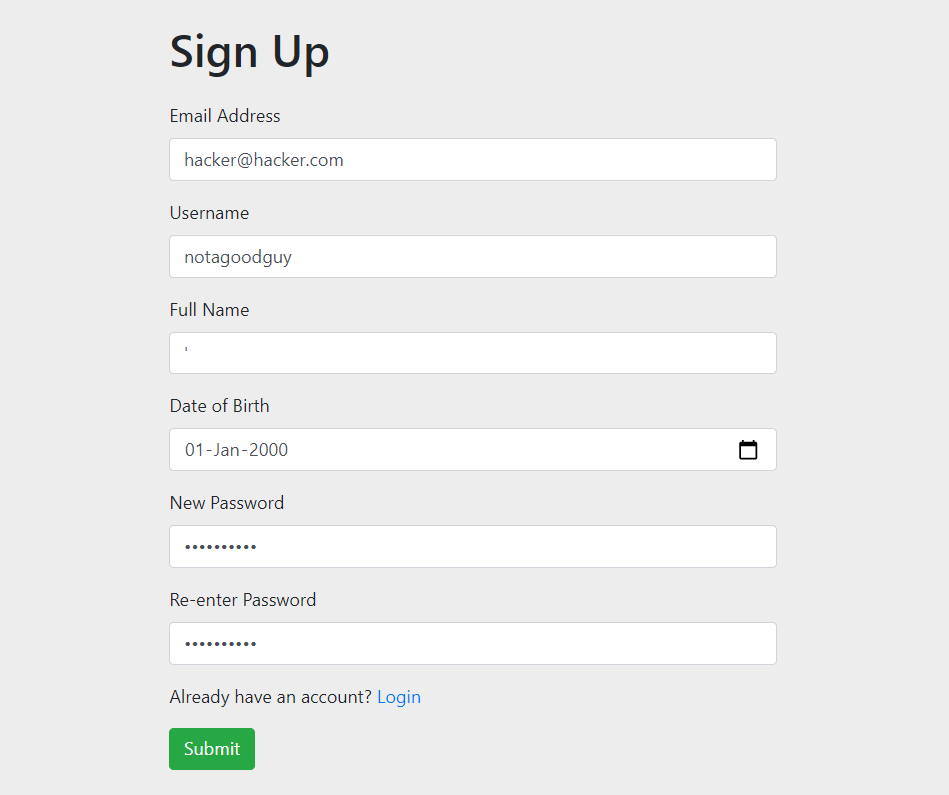 Sign Up
Email Address
hacker@hacker.com
Username
notagoodguy
Full Name
'
Date of Birth
01-Jan-2000
New Password
••••••••••
Re-enter Password
••••••••••
Already have an account? Login
Submit